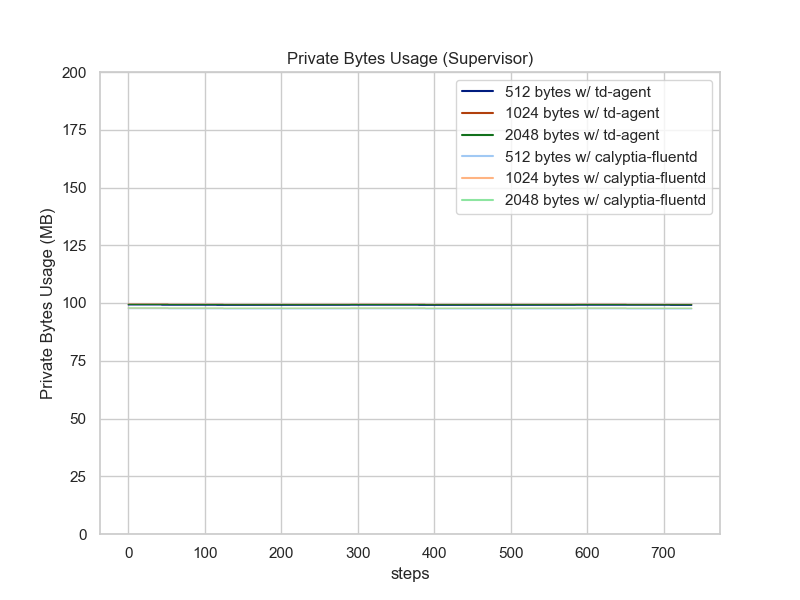 Private Bytes Usage (Supervisor)
200
175
150
125
100
75
50
25
0
Private Bytes Usage (MB)
512 bytes w/ td-agent
1024 bytes w/ td-agent
2048 bytes w/ td-agent
512 bytes w/ calyptia-fluentd
1024 bytes w/ calyptia-fluentd
2048 bytes w/ calyptia-fluentd
0 100 200 300 400 500 600 700
steps